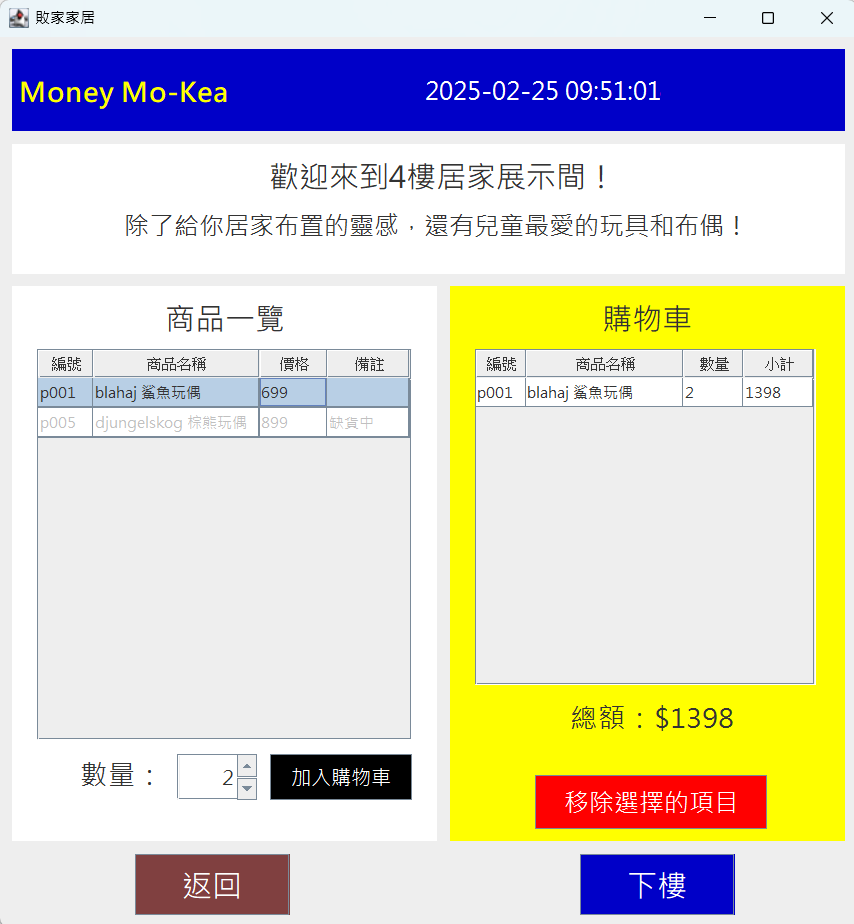 敗家家居
Money Mo-Kea
2025-02-25 09:51:01
歡迎來到4樓居家展示間！
除了給你居家布置的靈感，還有兒童最愛的玩具和布偶！
商品一覽
編號 商品名稱 價格 備註
p001 blahaj 鯊魚玩偶 699
p005 djungelskog 棕熊玩偶 899 缺貨中
數量： 2 加入購物車
購物車
編號 商品名稱 數量 小計
p001 blahaj 鯊魚玩偶 2 1398
總額：$1398
移除選擇的項目
返回
下樓